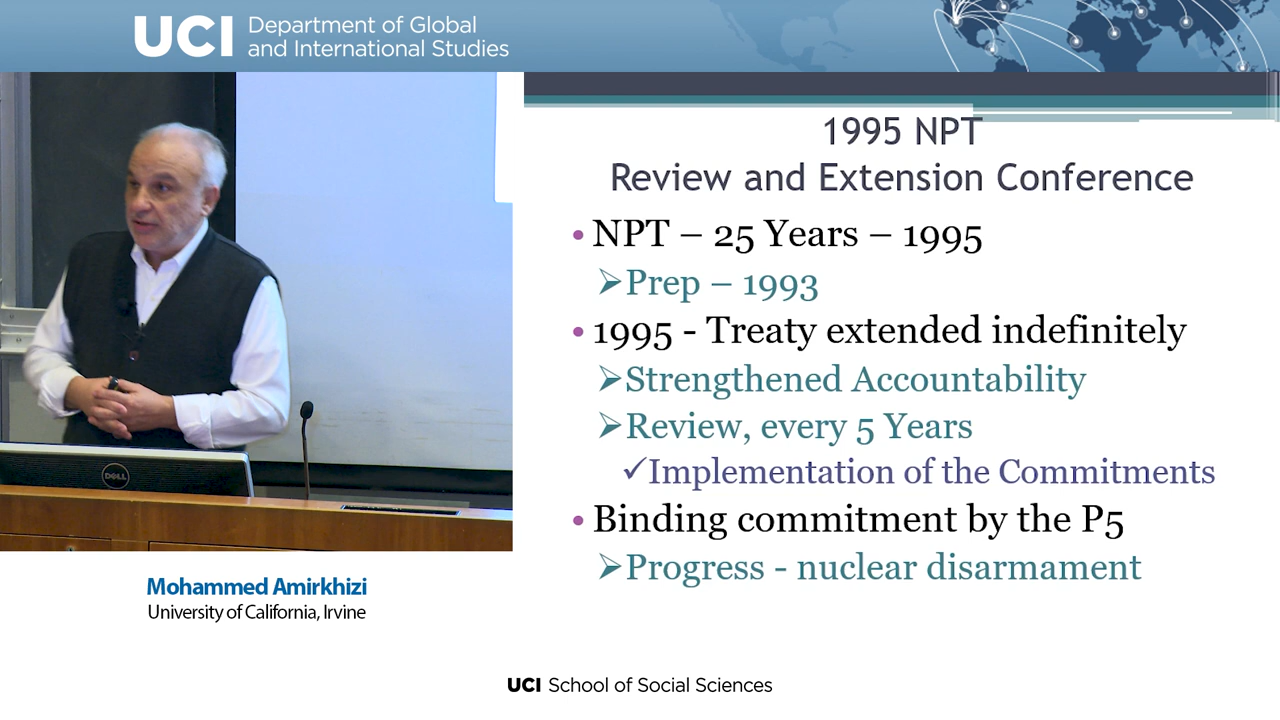 UCI Department of Global
and International Studies
1995 NPT
Review and Extension Conference
• NPT – 25 Years – 1995
➢Prep – 1993
• 1995 - Treaty extended indefinitely
➢Strengthened Accountability
➢Review, every 5 Years
✓Implementation of the Commitments
• Binding commitment by the P5
➢Progress - nuclear disarmament
DELL
Mohammed Amirkhizi
University of California, Irvine
UCI School of Social Sciences